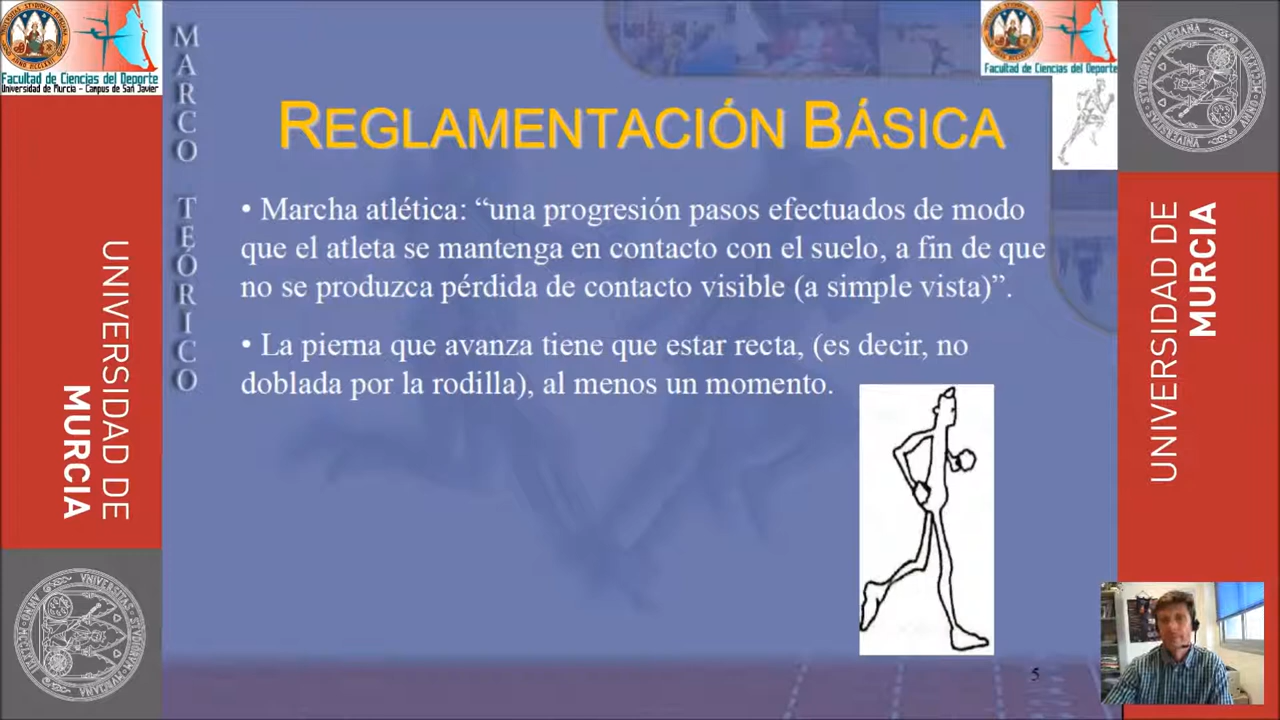 Facultad de Ciencias del Deporte
Universidad de Murcia - Campus de San Javier
UNIVERSIDAD DE
MURCIA
MARCO TEÓRICO
REGLAMENTACIÓN BÁSICA
• Marcha atlética: “una progresión pasos efectuados de modo
que el atleta se mantenga en contacto con el suelo, a fin de que
no se produzca pérdida de contacto visible (a simple vista)”.
• La pierna que avanza tiene que estar recta, (es decir, no
doblada por la rodilla), al menos un momento.
5
Facultad de Ciencias del Deporte
UNIVERSIDAD DE
MURCIA